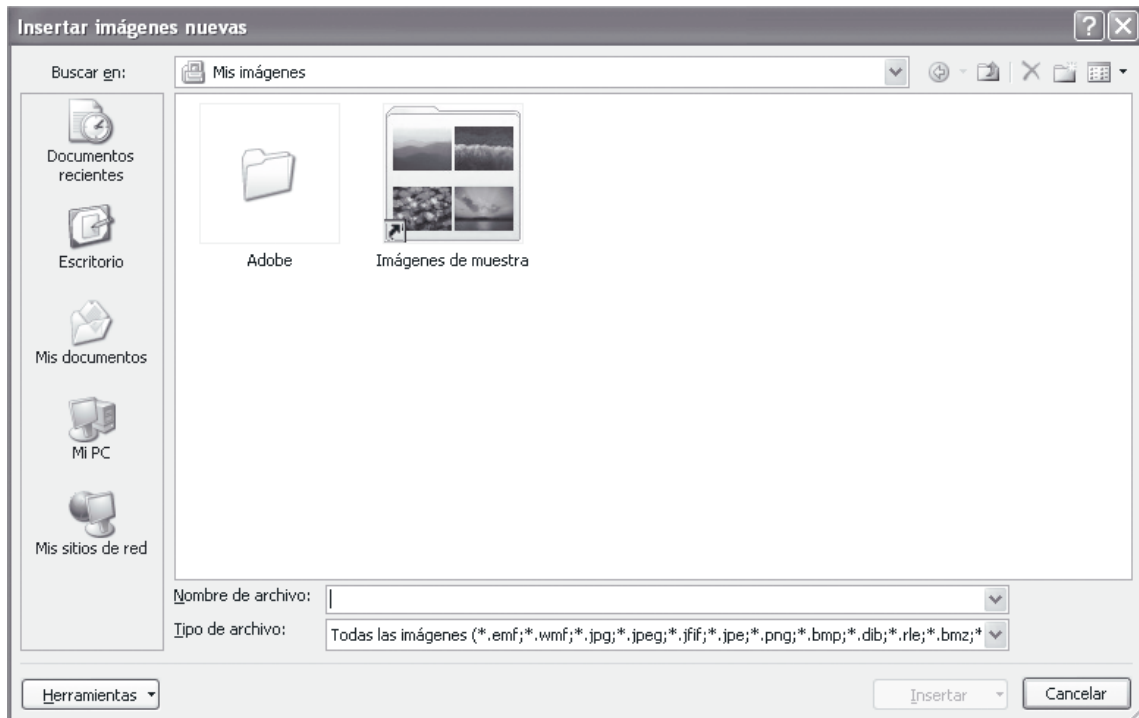 Insertar imágenes nuevas
Buscar en:
Mis imágenes
Documentos
recientes
Escritorio
Mis documentos
Mi PC
Mis sitios de red
Adobe
Imágenes de muestra
Nombre de archivo:
Tipo de archivo:
Todas las imágenes (*.emf;*.wmf;*.jpg;*.jpeg;*.jfif;*.jpe;*.png;*.bmp;*.dib;*.rle;*.bmz;*
Herramientas
Insertar
Cancelar